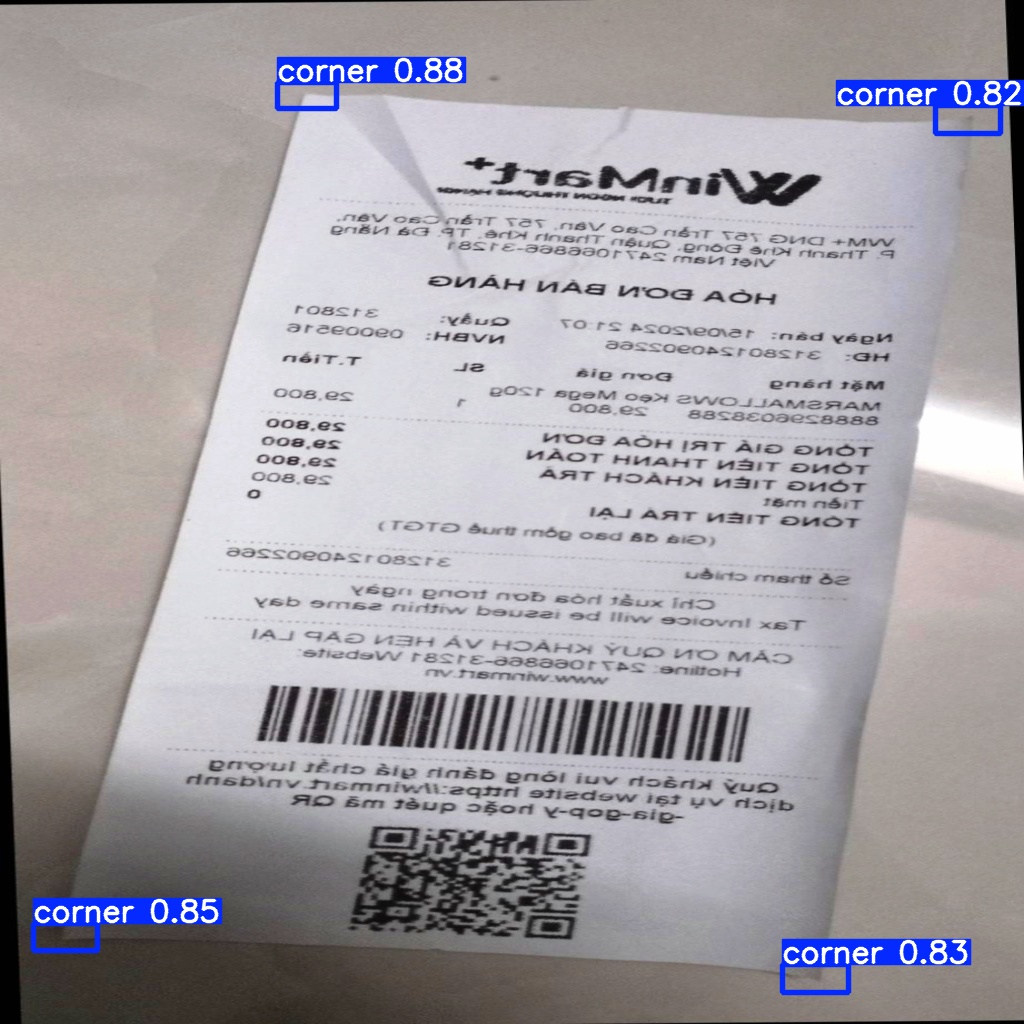 corner 0.88
corner 0.82
WinMart+
WM+ DNG 757 Trần Cao Vân, 757 Trần Cao Vân,
P. Thanh Khê Đông, Quận Thanh Khê, TP. Đà Nẵng
Việt Nam 2471066866-31281
HÓA ĐƠN BÁN HÀNG
Ngày bán: 15/09/2024 21:07 Quầy: 312801
HĐ: 31280124090902266 NVBH: 09009516
Mặt hàng Đơn giá SL T.Tiền
MARSMALLOWS Kẹo Mega 120g
8888296038288 29,800 1 29,800
TỔNG GIÁ TRỊ HÓA ĐƠN 29,800
TỔNG TIỀN THANH TOÁN 29,800
TỔNG TIỀN KHÁCH TRẢ 29,800
Tiền mặt 29,800
TỔNG TIỀN TRẢ LẠI 0
(Giá đã bao gồm thuế GTGT)
Số tham chiếu 31280124090902266
Chỉ xuất hóa đơn trong ngày
Tax Invoice will be issued within same day
CẢM ƠN QUÝ KHÁCH VÀ HẸN GẶP LẠI
Hotline: 2471066866-31281 Website:
www.winmart.vn
Quý khách vui lòng đánh giá chất lượng
dịch vụ tại website https://winmart.vn/danh
-gia-gop-y hoặc quét mã QR
corner 0.85
corner 0.83